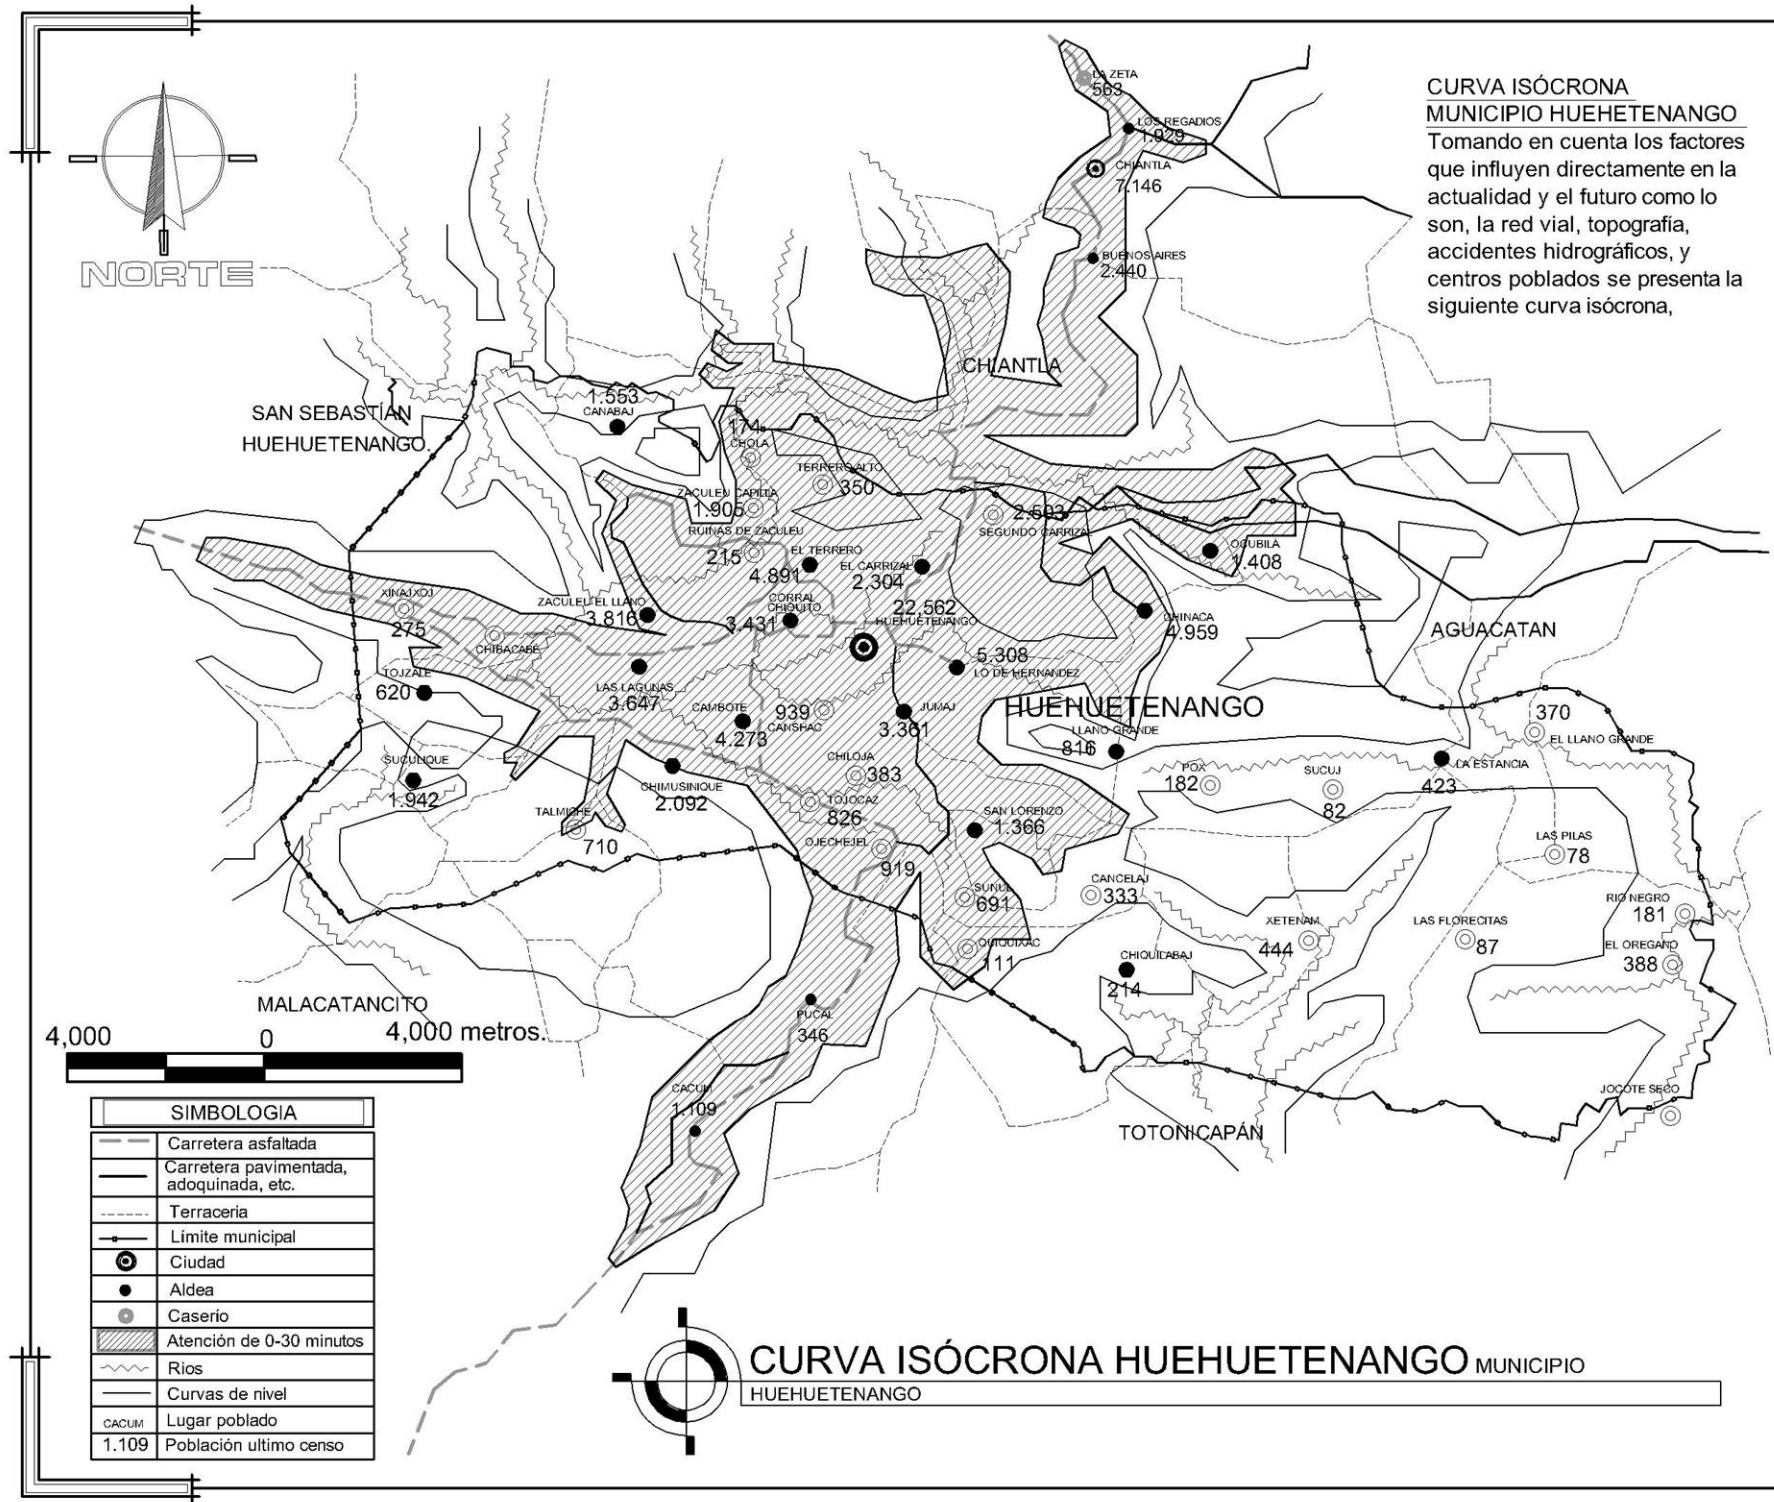 NORTE
CURVA ISÓCRONA
MUNICIPIO HUEHETENANGO
Tomando en cuenta los factores
que influyen directamente en la
actualidad y el futuro como lo
son, la red vial, topografía,
accidentes hidrográficos, y
centros poblados se presenta la
siguiente curva isócrona,
LA ZETA
563
LOS REGADIOS
1.929
CHIANTLA
7.146
BUENOS AIRES
2.440
CHIANTLA
SAN SEBASTÍAN
HUEHUETENANGO.
1.553
CANABAJ
174
CHOLA
TERRERO ALTO
350
ZACULEU CAPILLA
1.905
RUINAS DE ZACULEU
215
EL TERRERO
4.891
EL CARRIZAL
2.304
2.503
SEGUNDO CARRIZAL
OCUBILA
1.408
XINAJXOJ
275
CHIBACABE
ZACULEU EL LLANO
3.816
CORRAL
CHIQUITO
3.431
22,562
HUEHUETENANGO
CHINACA
4.959
AGUACATAN
TOJZALE
620
LAS LAGUNAS
3.647
CAMBOTE
4.273
939
CANSHAC
5.308
LO DE HERNANDEZ
JUMAJ
3.361
HUEHUETENANGO
LLANO GRANDE
816
370
EL LLANO GRANDE
SUCULIQUE
1.942
CHIMUSINIQUE
2.092
CHILOJA
383
POX
182
SUCUJ
82
LA ESTANCIA
423
TALMICHE
710
TOJOCAZ
826
OJECHEJEL
919
SAN LORENZO
1.366
LAS PILAS
78
SUNUL
691
CANCELAJ
333
XETENAM
444
LAS FLORECITAS
87
RIO NEGRO
181
EL OREGANO
388
QUIQUIXAC
111
CHIQUILABAJ
214
MALACATANCITO
PUCAL
346
CACUM
1.109
JOCOTE SECO
TOTONICAPÁN
4,000 0 4,000 metros.
SIMBOLOGIA
Carretera asfaltada
Carretera pavimentada,
adoquinada, etc.
Terraceria
Límite municipal
Ciudad
Aldea
Caserío
Atención de 0-30 minutos
Rios
Curvas de nivel
CACUM Lugar poblado
1.109 Población ultimo censo
CURVA ISÓCRONA HUEHUETENANGO MUNICIPIO
HUEHUETENANGO